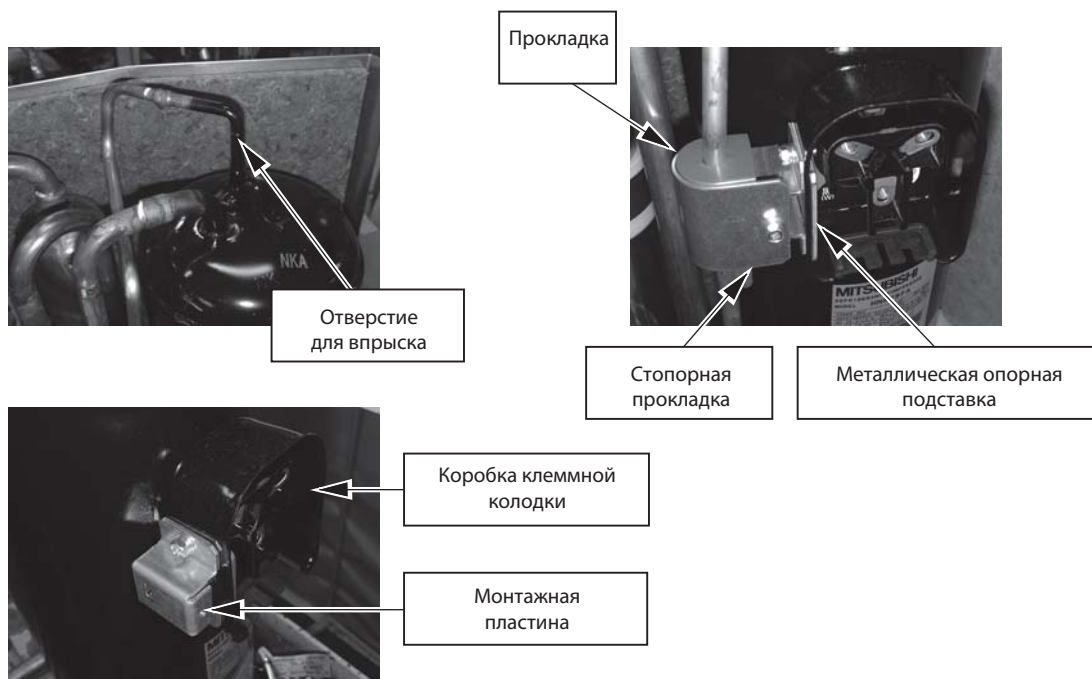 Прокладка
NKA
Отверстие
для впрыска
MITSUBISHI
Стопорная
прокладка
Металлическая опорная
подставка
Коробка клеммной
колодки
Монтажная
пластина